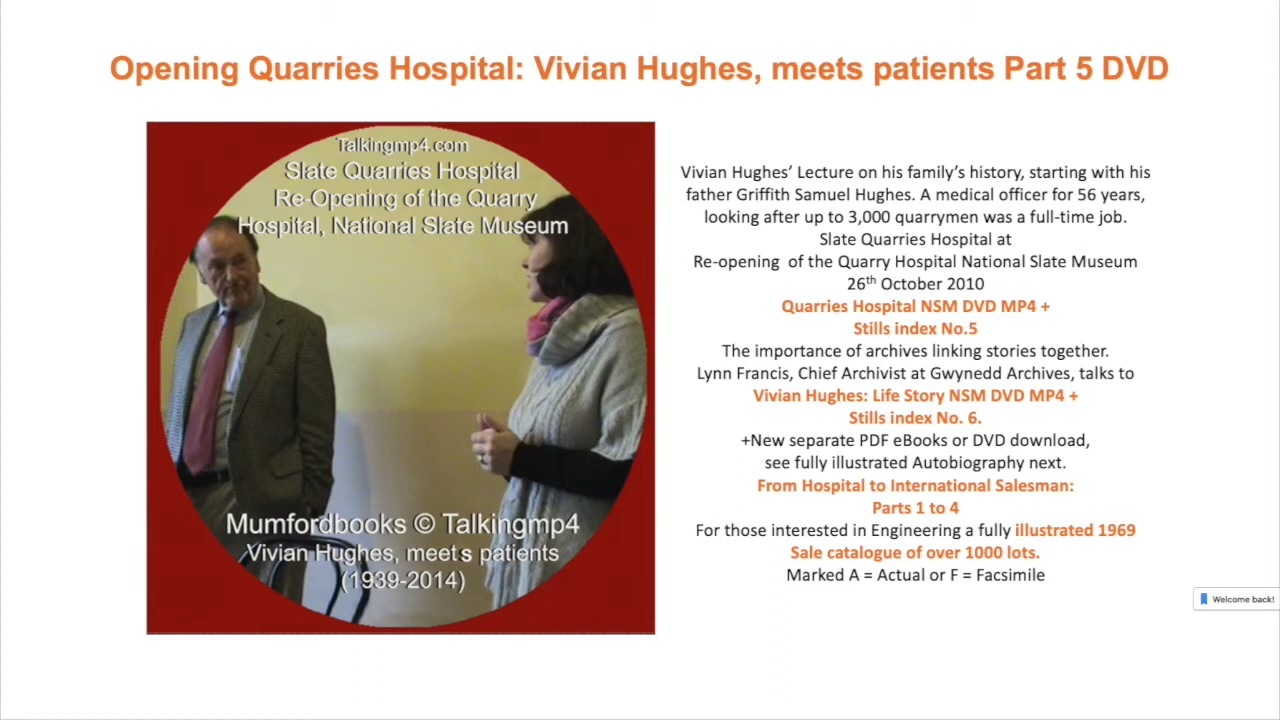 Opening Quarries Hospital: Vivian Hughes, meets patients Part 5 DVD
Talkingmp4.com
Slate Quarries Hospital
Re-Opening of the Quarry
Hospital, National Slate Museum
Mumfordbooks © Talkingmp4
Vivian Hughes, meets patients
(1939-2014)
Vivian Hughes’ Lecture on his family’s history, starting with his
father Griffith Samuel Hughes. A medical officer for 56 years,
looking after up to 3,000 quarrymen was a full-time job.
Slate Quarries Hospital at
Re-opening of the Quarry Hospital National Slate Museum
26th October 2010
Quarries Hospital NSM DVD MP4 +
Stills index No.5
The importance of archives linking stories together.
Lynn Francis, Chief Archivist at Gwynedd Archives, talks to
Vivian Hughes: Life Story NSM DVD MP4 +
Stills index No. 6.
+New separate PDF eBooks or DVD download,
see fully illustrated Autobiography next.
From Hospital to International Salesman:
Parts 1 to 4
For those interested in Engineering a fully illustrated 1969
Sale catalogue of over 1000 lots.
Marked A = Actual or F = Facsimile
Welcome back!